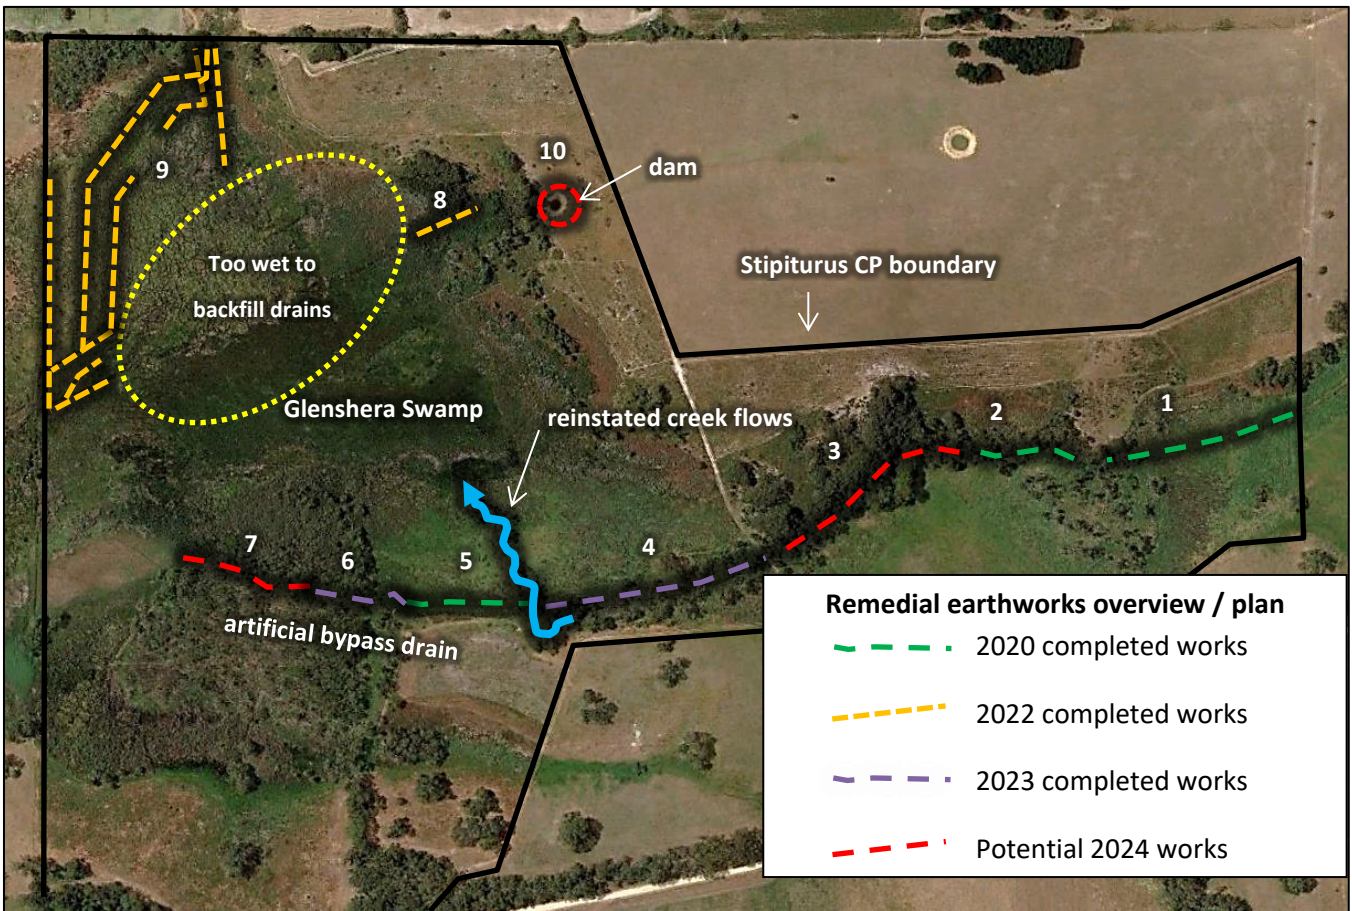 10
dam
9
8
Too wet to
backfill drains
Stipiturus CP boundary
Glenshera Swamp
reinstated creek flows
1
2
3
4
5
6
7
artificial bypass drain
Remedial earthworks overview / plan
2020 completed works
2022 completed works
2023 completed works
Potential 2024 works